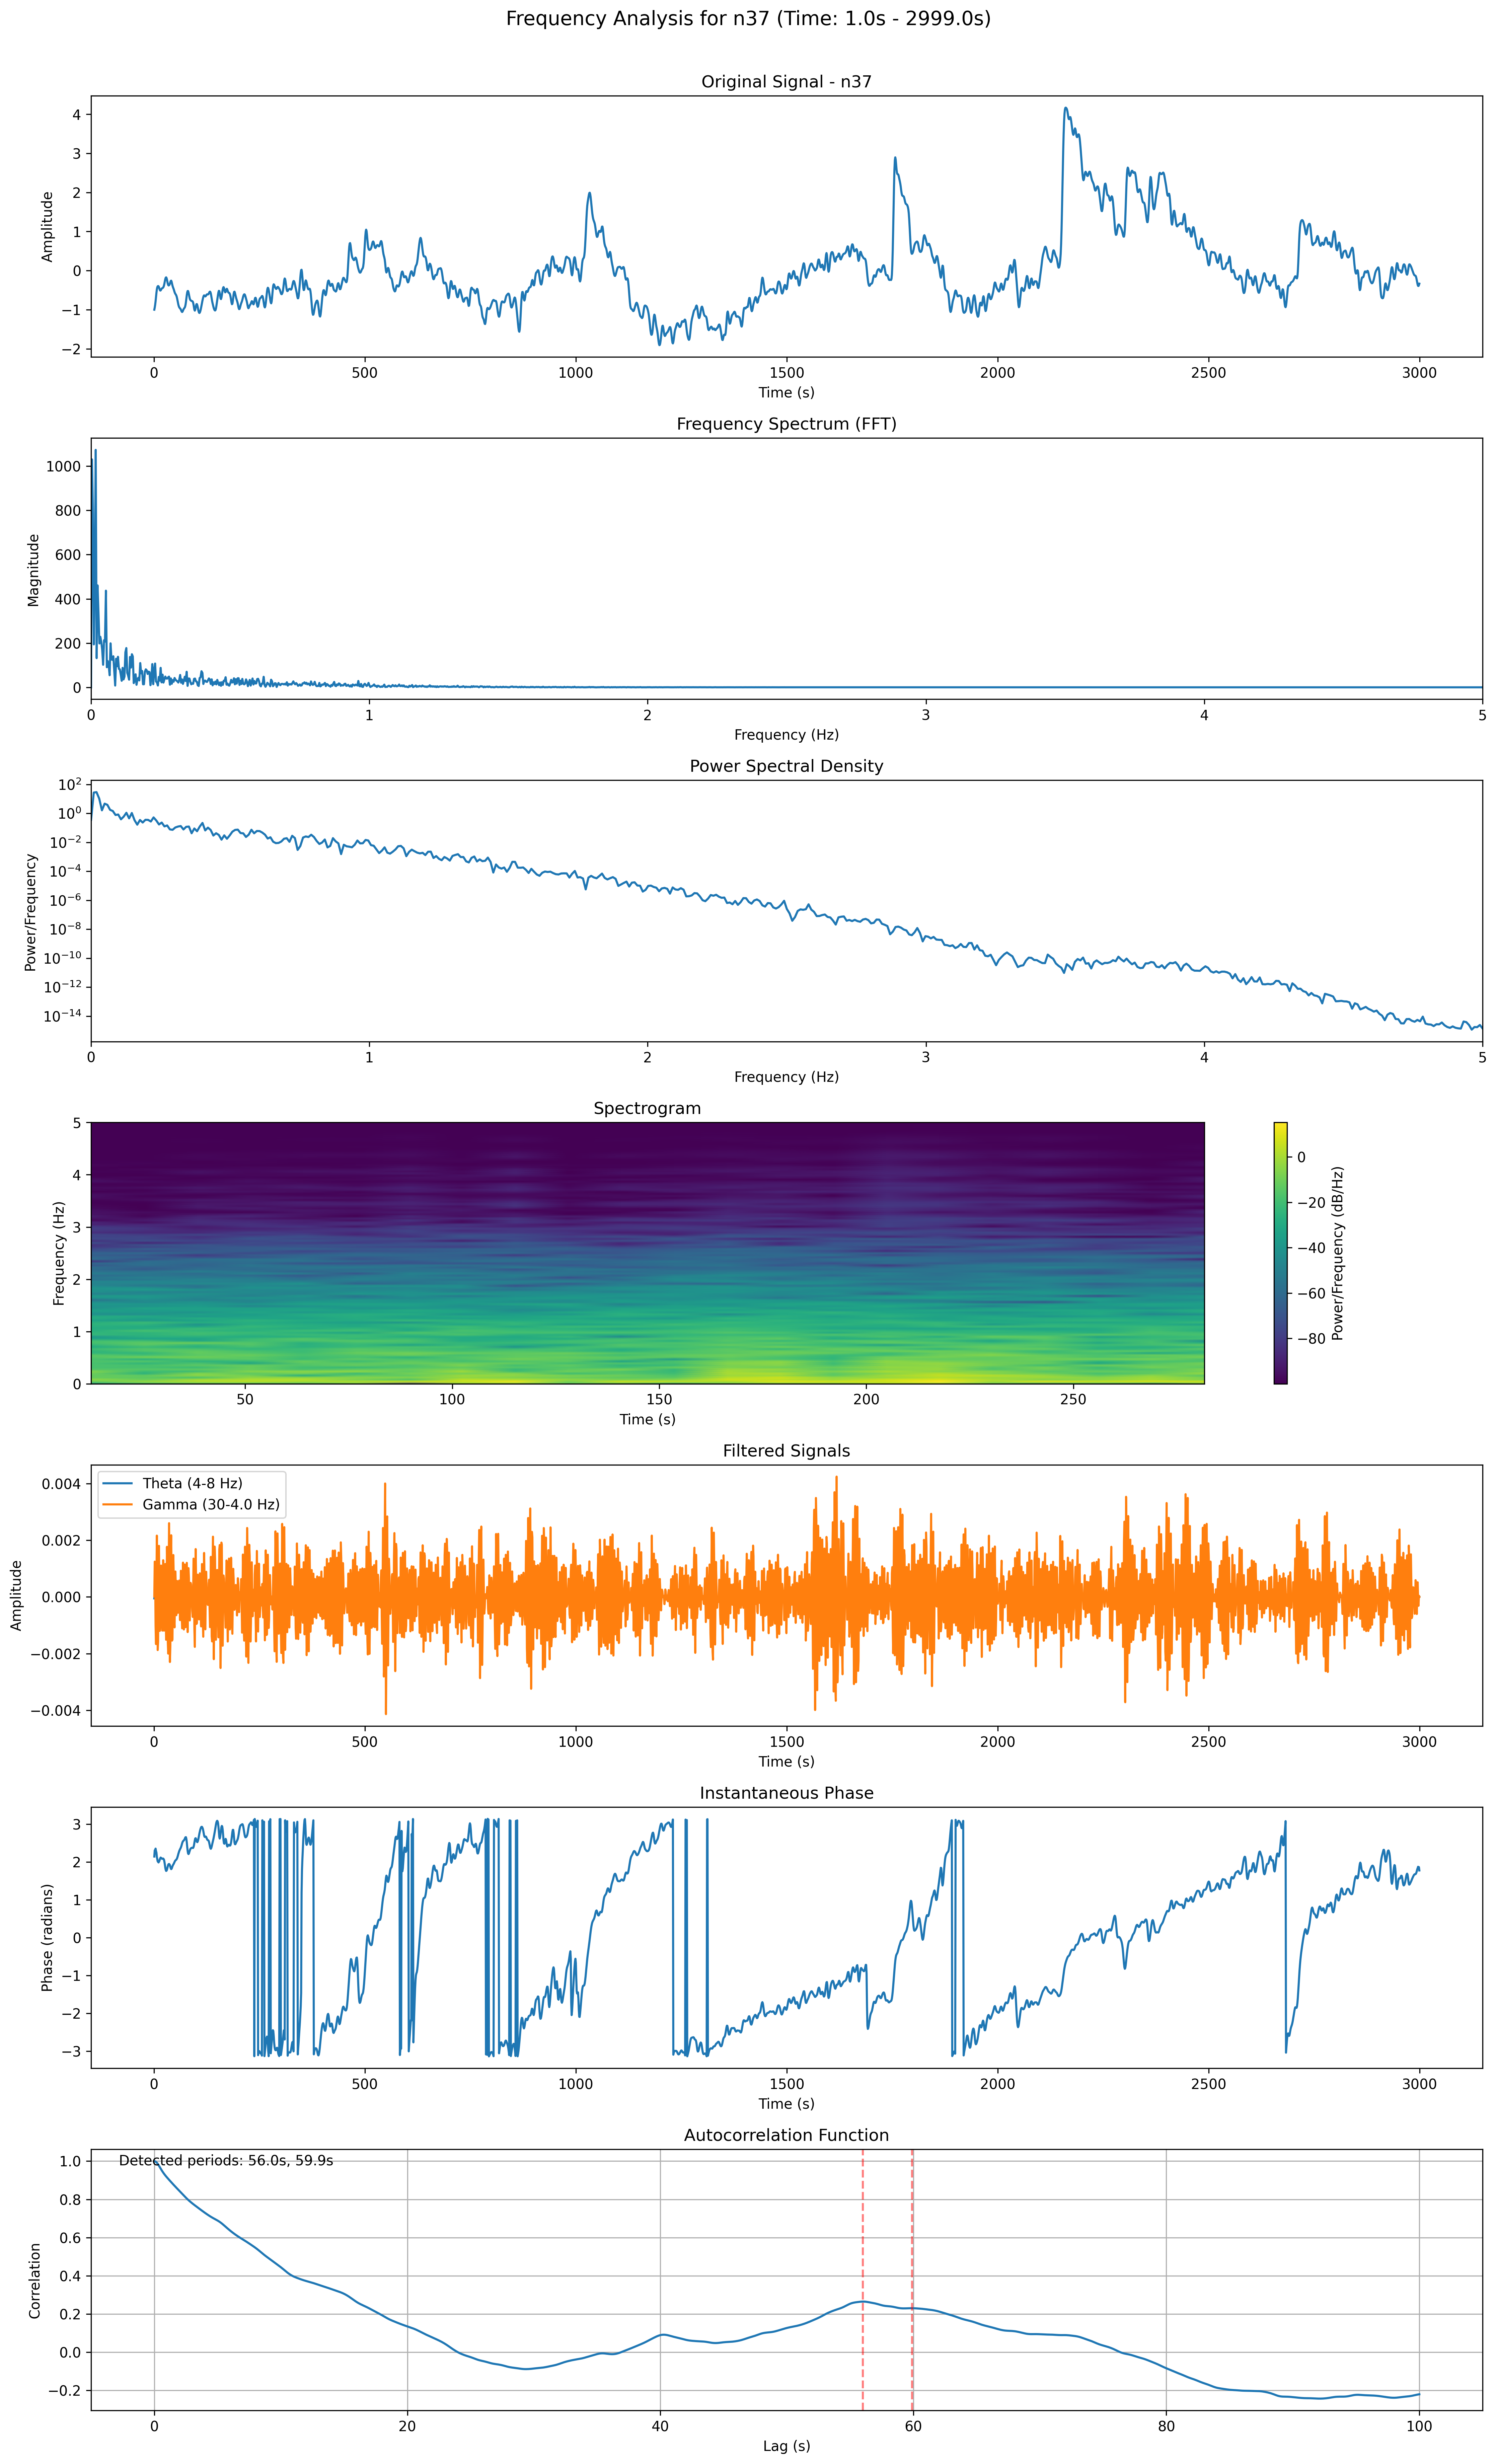 Frequency Analysis for n37 (Time: 1.0s - 2999.0s)
Original Signal - n37
Amplitude
4
3
2
1
0
−1
−2
0 500 1000 1500 2000 2500 3000
Time (s)
Frequency Spectrum (FFT)
Magnitude
1000
800
600
400
200
0
0 1 2 3 4 5
Frequency (Hz)
Power Spectral Density
Power/Frequency
10²
10⁰
10⁻²
10⁻⁴
10⁻⁶
10⁻⁸
10⁻¹⁰
10⁻¹²
10⁻¹⁴
0 1 2 3 4 5
Frequency (Hz)
Spectrogram
Frequency (Hz)
5
4
3
2
1
0
50 100 150 200 250
Time (s)
0
−20
−40
−60
−80
Power/Frequency (dB/Hz)
Filtered Signals
Theta (4-8 Hz)
Gamma (30-4.0 Hz)
Amplitude
0.004
0.002
0.000
−0.002
−0.004
0 500 1000 1500 2000 2500 3000
Time (s)
Instantaneous Phase
Phase (radians)
3
2
1
0
−1
−2
−3
0 500 1000 1500 2000 2500 3000
Time (s)
Autocorrelation Function
Detected periods: 56.0s, 59.9s
Correlation
1.0
0.8
0.6
0.4
0.2
0.0
−0.2
0 20 40 60 80 100
Lag (s)